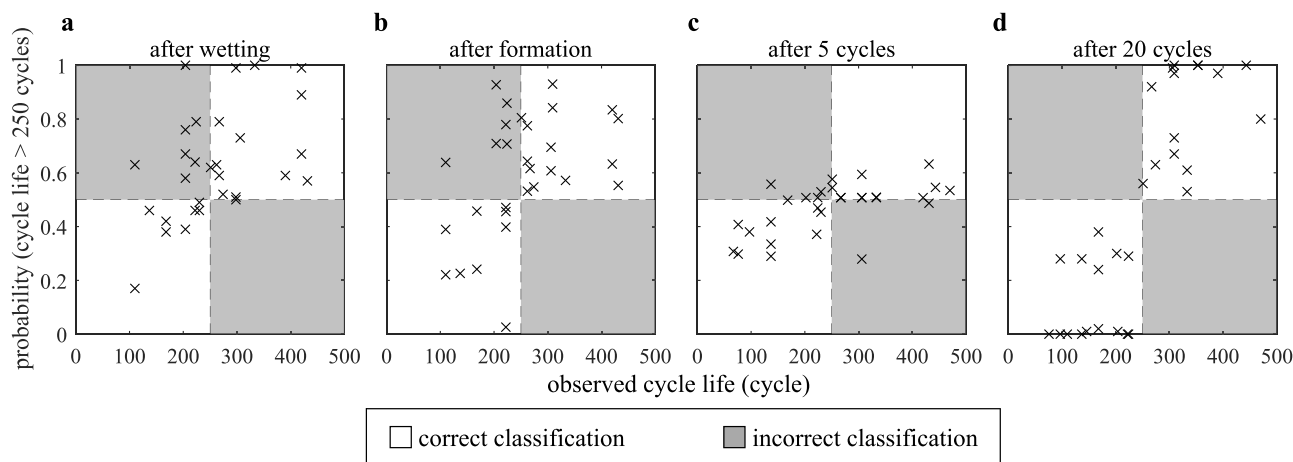 a b c d
after wetting after formation after 5 cycles after 20 cycles
probability (cycle life > 250 cycles)
1
0.8
0.6
0.4
0.2
0
0 100 200 300 400 500 0 100 200 300 400 500 0 100 200 300 400 500 0 100 200 300 400 500
observed cycle life (cycle)
correct classification incorrect classification